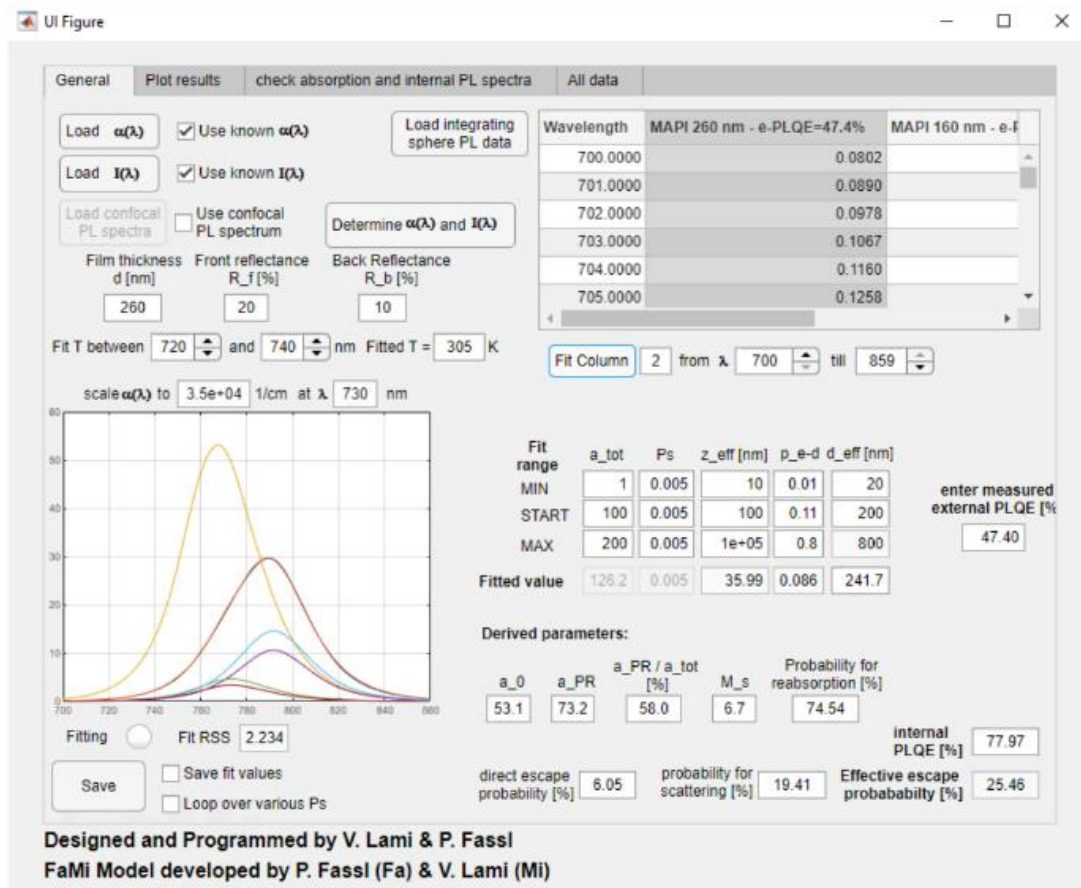 UI Figure
General Plot results check absorption and internal PL spectra All data
Load α(λ) Use known α(λ) Load integrating sphere PL data
Load I(λ) Use known I(λ)
Load confocal PL spectra Use confocal PL spectrum Determine α(λ) and I(λ)
Film thickness d [nm] Front reflectance R_f [%] Back Reflectance R_b [%]
260 20 10
Fit T between 720 and 740 nm Fitted T = 305 K
scale α(λ) to 3.5e+04 1/cm at λ 730 nm
Wavelength MAPI 260 nm - e-PLQE=47.4% MAPI 160 nm - e-F
700.0000 0.0802
701.0000 0.0890
702.0000 0.0978
703.0000 0.1067
704.0000 0.1160
705.0000 0.1258
Fit Column 2 from λ 700 till 859
60
50
40
30
20
10
0
700 720 740 760 780 800 820 840 860
Fit range a_tot Ps z_eff [nm] p_e-d d_eff [nm]
MIN 1 0.005 10 0.01 20
START 100 0.005 100 0.11 200
MAX 200 0.005 1e+05 0.8 800
Fitted value 126.2 0.005 35.99 0.086 241.7
enter measured
external PLQE [%
47.40
Derived parameters:
a_0 a_PR a_PR / a_tot [%] M_s Probability for reabsorption [%]
53.1 73.2 58.0 6.7 74.54
internal PLQE [%] 77.97
direct escape probability [%] 6.05 probability for scattering [%] 19.41 Effective escape probabability [%] 25.46
Fitting Fit RSS 2.234
Save Save fit values
Loop over various Ps
Designed and Programmed by V. Lami & P. Fassl
FaMi Model developed by P. Fassl (Fa) & V. Lami (Mi)